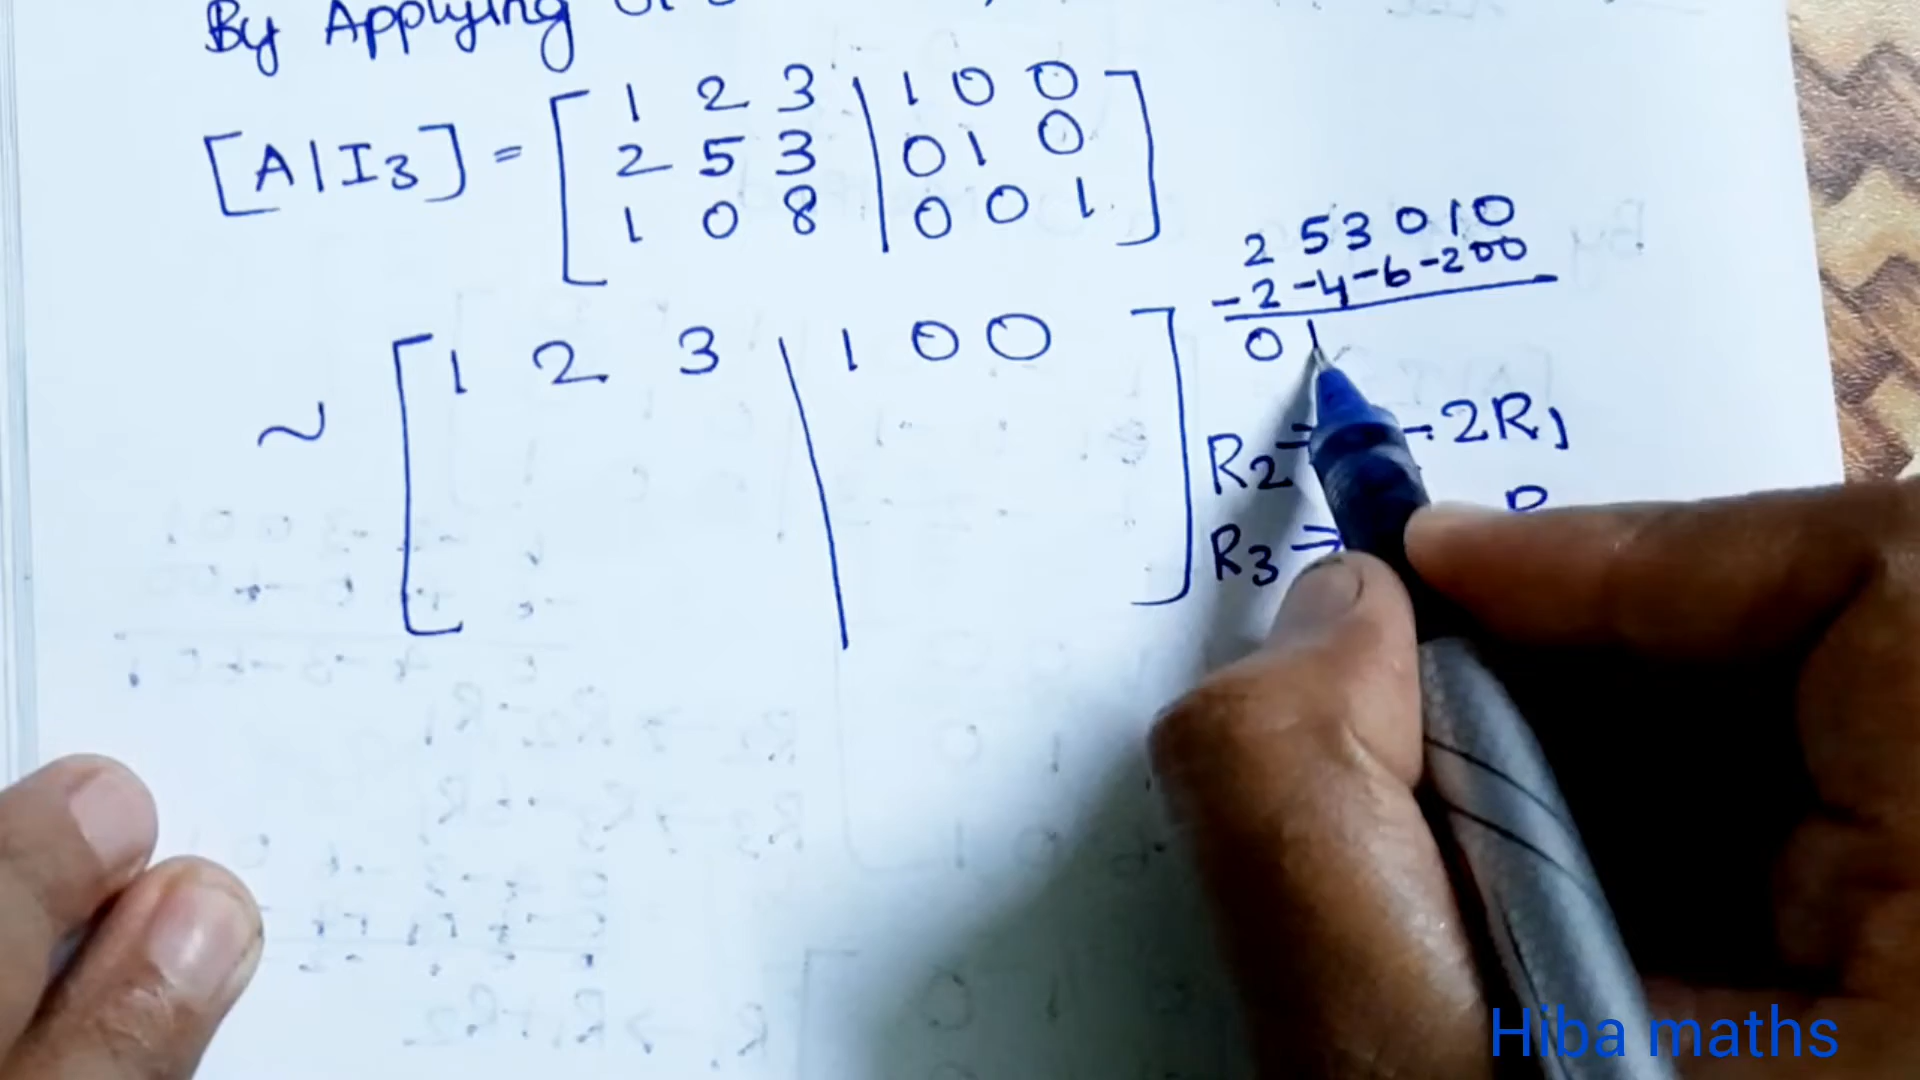 By Applying
[A|I3] = [ 1 2 3 | 1 0 0
2 5 3 | 0 1 0
1 0 8 | 0 0 1 ]
2 5 3 0 1 0
-2 -4 -6 -2 0 0
0 1
~ [ 1 2 3 | 1 0 0 ]
R2 - 2R1
R3
Hiba maths